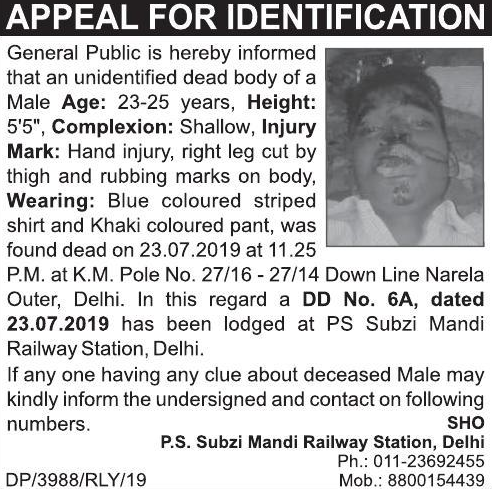 APPEAL FOR IDENTIFICATION
General Public is hereby informed
that an unidentified dead body of a
Male Age: 23-25 years, Height:
5'5", Complexion: Shallow, Injury
Mark: Hand injury, right leg cut by
thigh and rubbing marks on body,
Wearing: Blue coloured striped
shirt and Khaki coloured pant, was
found dead on 23.07.2019 at 11.25
P.M. at K.M. Pole No. 27/16 - 27/14 Down Line Narela
Outer, Delhi. In this regard a DD No. 6A, dated
23.07.2019 has been lodged at PS Subzi Mandi
Railway Station, Delhi.
If any one having any clue about deceased Male may
kindly inform the undersigned and contact on following
numbers. SHO
P.S. Subzi Mandi Railway Station, Delhi
Ph.: 011-23692455
DP/3988/RLY/19 Mob.: 8800154439